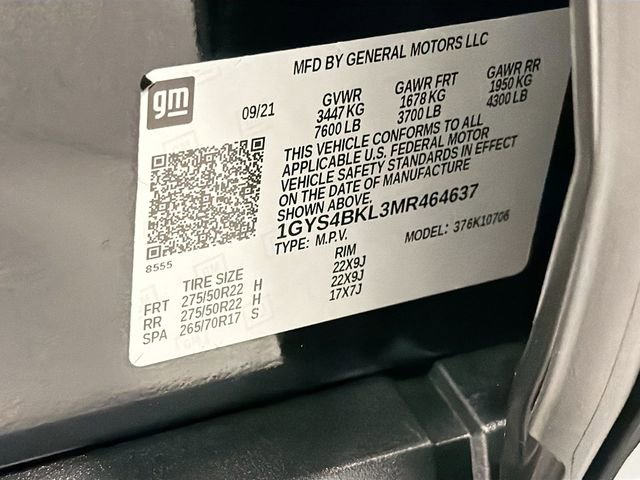 MFD BY GENERAL MOTORS LLC
gm
09/21
GVWR
3447 KG
7600 LB
GAWR FRT
1678 KG
3700 LB
GAWR RR
1950 KG
4300 LB
THIS VEHICLE CONFORMS TO ALL
APPLICABLE U.S. FEDERAL MOTOR
VEHICLE SAFETY STANDARDS IN EFFECT
ON THE DATE OF MANUFACTURE
SHOWN ABOVE.
1GYS4BKL3MR464637
TYPE: M.P.V. MODEL: 376K10706
8555
TIRE SIZE RIM
FRT 275/50R22 H 22X9J
RR 275/50R22 H 22X9J
SPA 265/70R17 S 17X7J